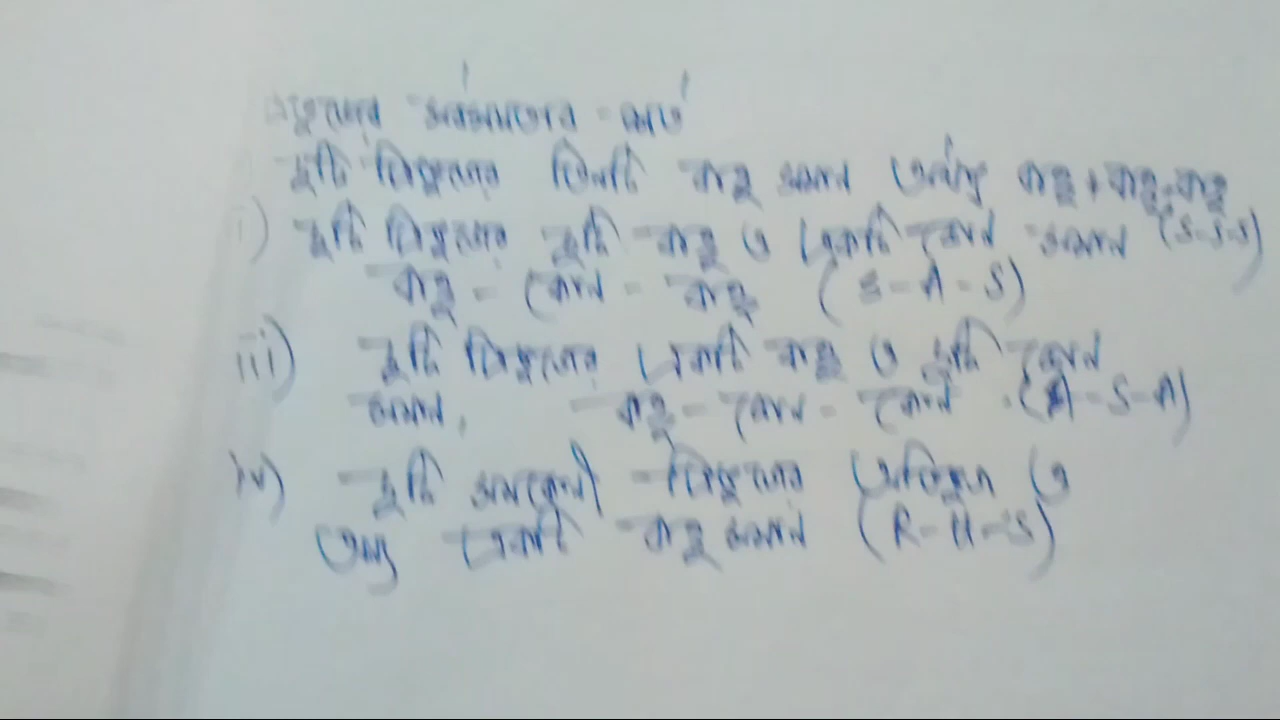 সর্বসমতার শর্ত
দুটি ত্রিভুজের তিনটি বাহু সমান অর্থাৎ বাহু+বাহু+বাহু
i) দুটি ত্রিভুজের দুটি বাহু ও একটি কোন সমান (S-S-S)
বাহু - কোন - বাহু (S-A-S)
iii) দুটি ত্রিভুজের একটি বাহু ও দুটি কোন
সমান, বাহু - কোন - কোন (A-S-A)
iv) দুটি সমকোণী ত্রিভুজের অতিভুজ ও
অন্য একটি বাহু সমান (R-H-S)